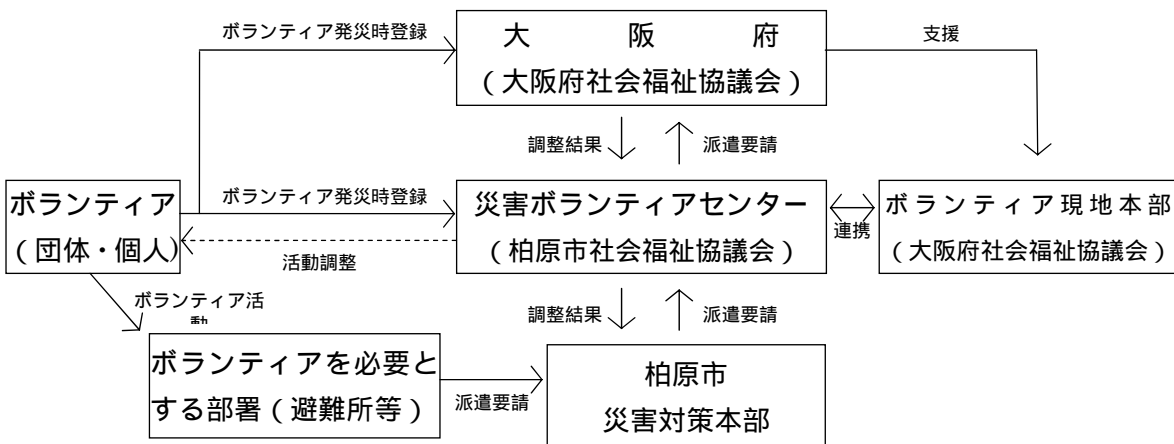 ボランティア発災時登録
大阪府
(大阪府社会福祉協議会)
支援
調整結果
派遣要請
ボランティア
(団体・個人)
ボランティア発災時登録
活動調整
災害ボランティアセンター
(柏原市社会福祉協議会)
連携
ボランティア現地本部
(大阪府社会福祉協議会)
ボランティア活
動
調整結果
派遣要請
ボランティアを必要と
する部署(避難所等)
派遣要請
柏原市
災害対策本部